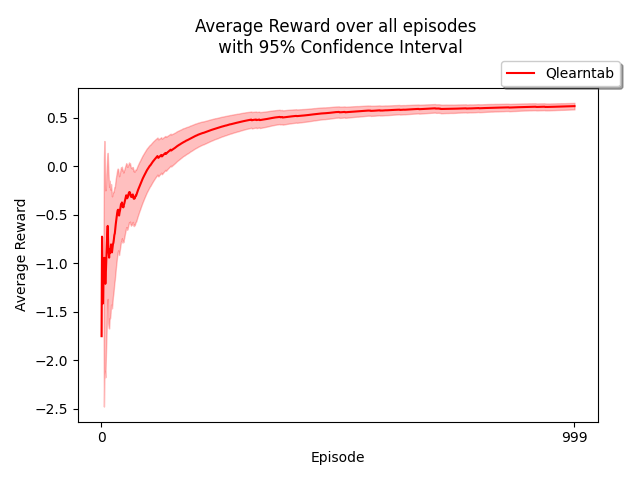 Average Reward over all episodes
with 95% Confidence Interval
Qlearntab
Average Reward
0.5
0.0
−0.5
−1.0
−1.5
−2.0
−2.5
0
999
Episode